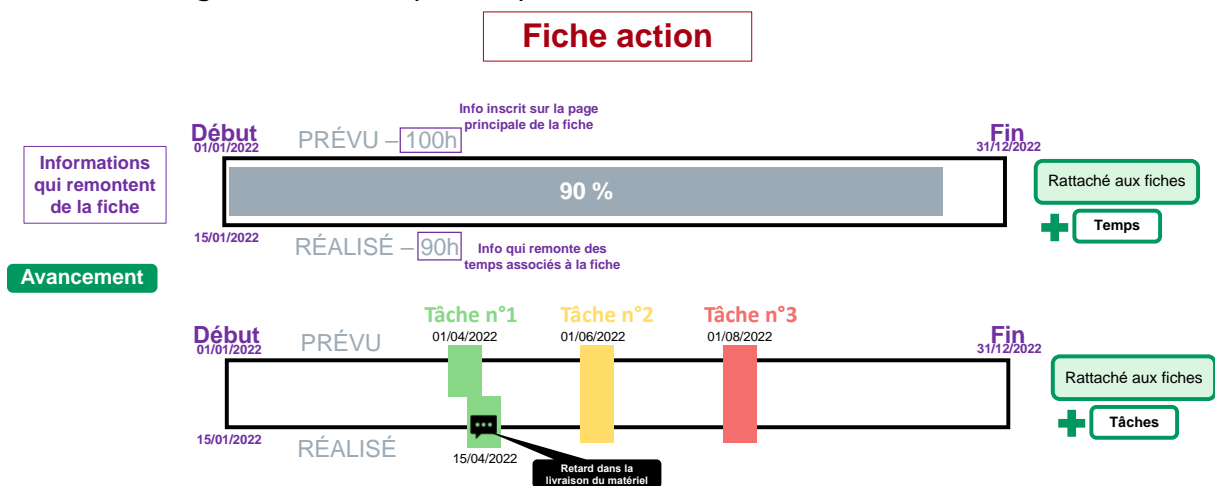 Fiche action
Info inscrit sur la page
principale de la fiche
Début
01/01/2022
PRÉVU – 100h
Fin
31/12/2022
Informations
qui remontent
de la fiche
90 %
Rattaché aux fiches
Temps
15/01/2022
RÉALISÉ – 90h
Info qui remonte des
temps associés à la fiche
Avancement
Tâche n°1
Tâche n°2
Tâche n°3
Début
01/01/2022
PRÉVU
01/04/2022
01/06/2022
01/08/2022
Fin
31/12/2022
Rattaché aux fiches
Tâches
15/01/2022
RÉALISÉ
15/04/2022
Retard dans la
livraison du matériel